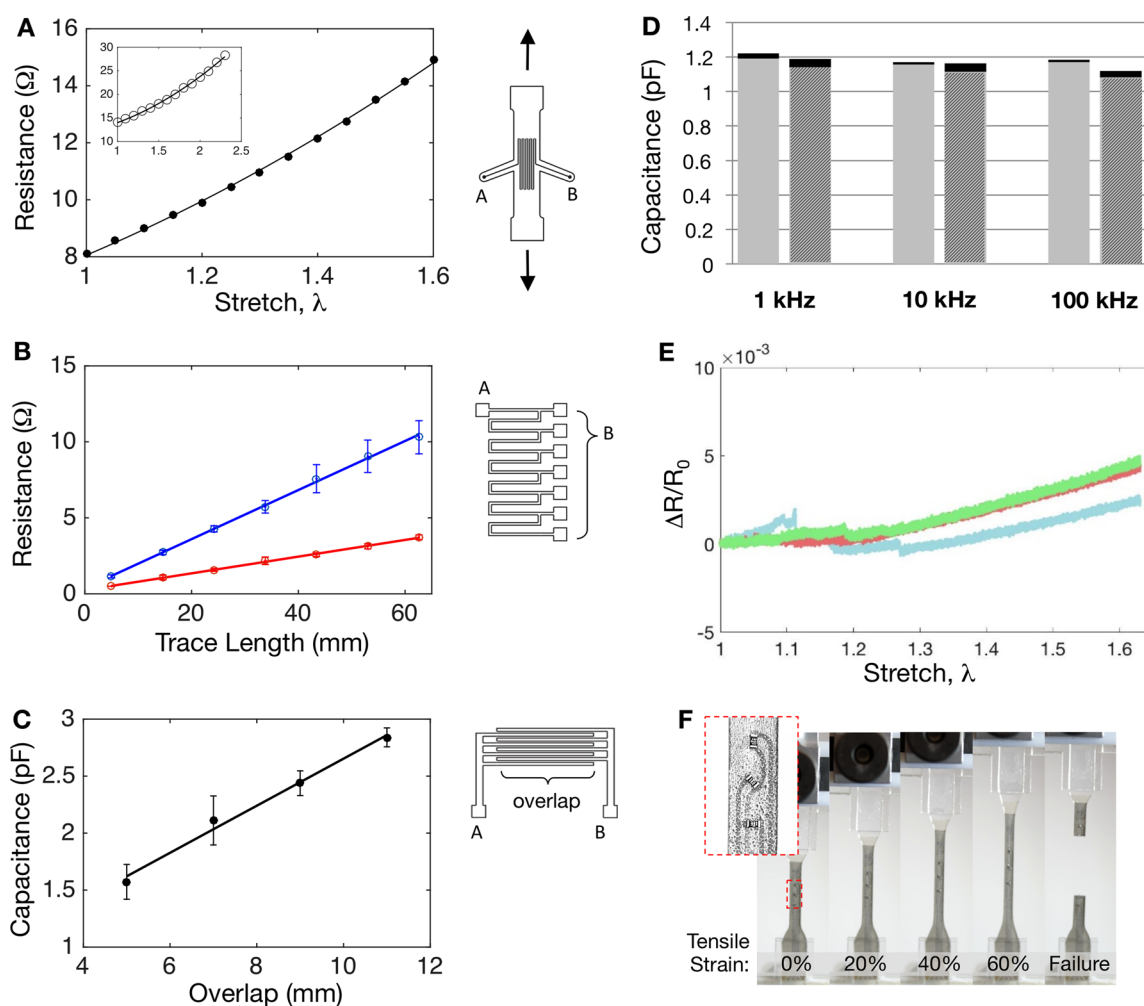 A
Resistance (Ω)
16
14
12
10
8
30
25
20
15
10
1
1.5
2
2.5
1
1.2
1.4
1.6
Stretch, λ
A
B
B
Resistance (Ω)
15
10
5
0
0
20
40
60
Trace Length (mm)
A
B
C
Capacitance (pF)
3
2.5
2
1.5
1
4
6
8
10
12
Overlap (mm)
overlap
A
B
D
Capacitance (pF)
1.4
1.2
1
0.8
0.6
0.4
0.2
0
1 kHz
10 kHz
100 kHz
E
×10⁻³
ΔR/R₀
10
5
0
-5
1
1.1
1.2
1.3
1.4
1.5
1.6
Stretch, λ
F
Tensile
Strain:
0%
20%
40%
60%
Failure